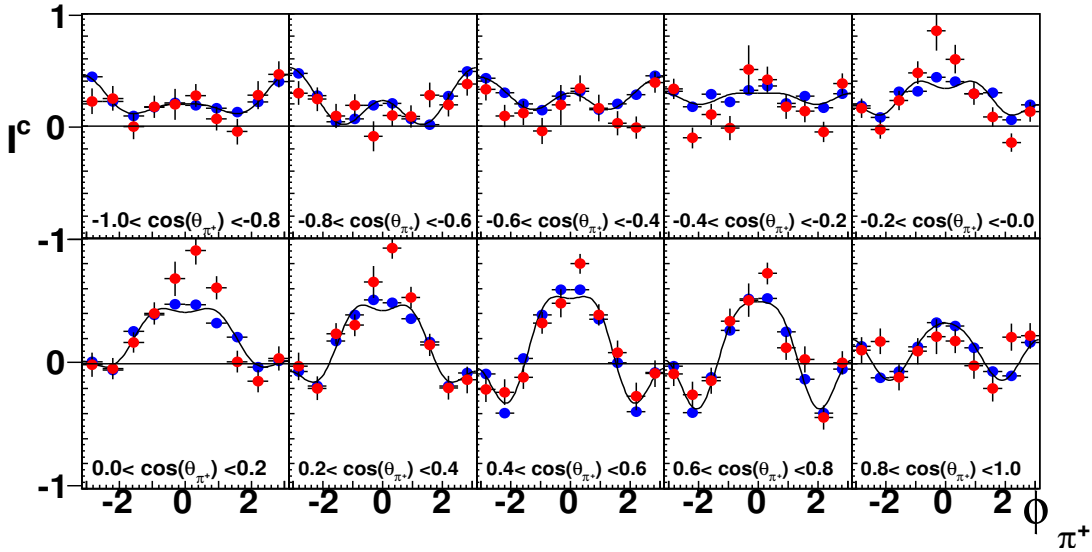 1
I^c
0
-1.0< cos(θ_π+) <-0.8
-0.8< cos(θ_π+) <-0.6
-0.6< cos(θ_π+) <-0.4
-0.4< cos(θ_π+) <-0.2
-0.2< cos(θ_π+) <-0.0
-1
0
0.0< cos(θ_π+) <0.2
0.2< cos(θ_π+) <0.4
0.4< cos(θ_π+) <0.6
0.6< cos(θ_π+) <0.8
0.8< cos(θ_π+) <1.0
-1
-2 0 2 -2 0 2 -2 0 2 -2 0 2 -2 0 2 ϕ_π+